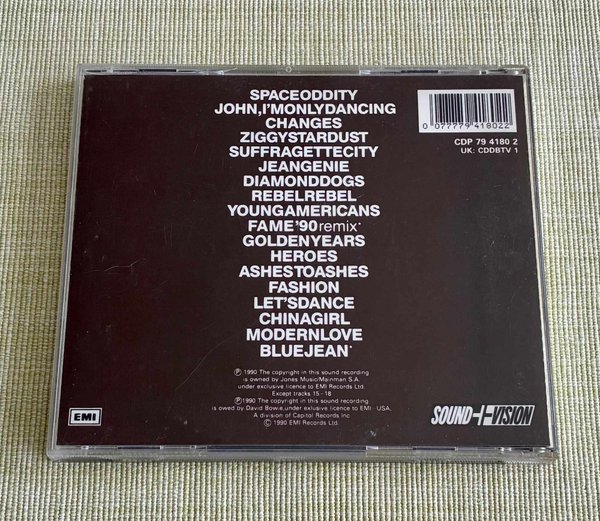 SPACEODDITY
JOHN,I'MONLYDANCING
CHANGES
ZIGGYSTARDUST
SUFFRAGETTECITY
JEANGENIE
DIAMONDDOGS
REBELREBEL
YOUNGAMERICANS
FAME'90remix*
GOLDENYEARS
HEROES
ASHESTOASHES
FASHION
LET'SDANCE
CHINAGIRL
MODERNLOVE
BLUEJEAN*
0 077779 418022
CDP 79 4180 2
UK: CDDBTV 1
Ⓟ 1990 The copyright in this sound recording
is owned by Jones Music/Mainman S.A.
under exclusive licence to EMI Records Ltd.
Except tracks 15-18
Ⓟ1990 The copyright in this sound recording
is owed by David Bowie,under exlusive licence to EMI-USA,
A division of Capitol Records Inc
© 1990 EMI Records Ltd.
EMI
SOUND+VISION